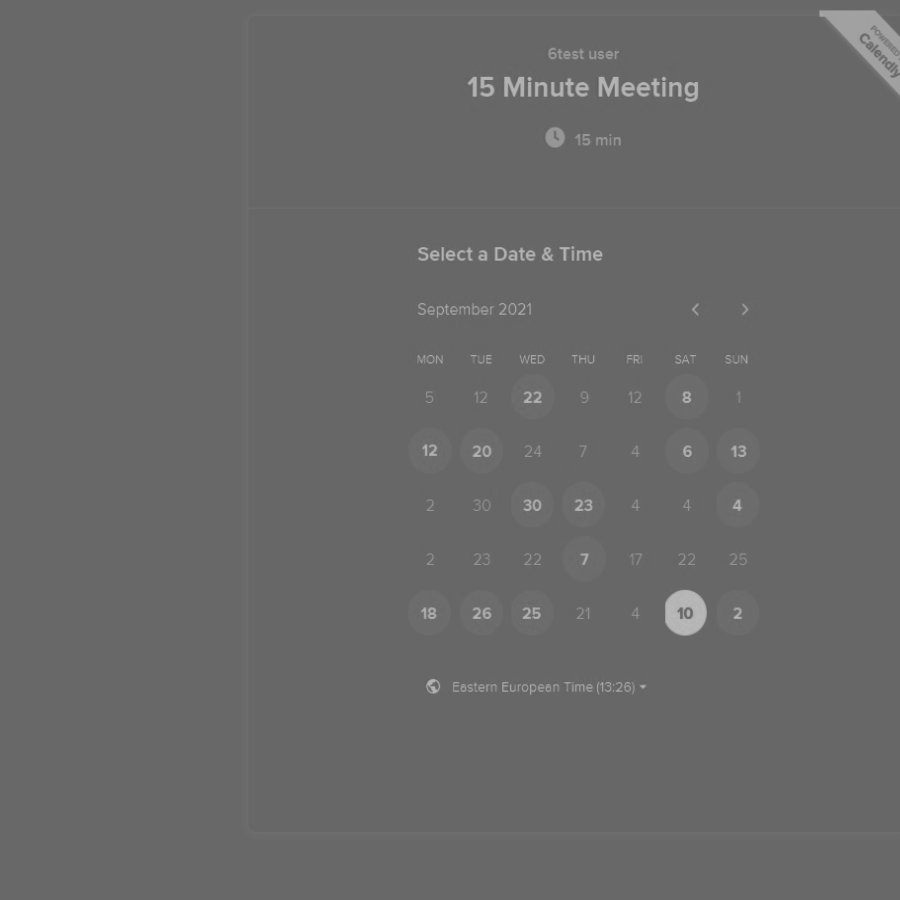 POWERED
Calendly
6test user
15 Minute Meeting
15 min
Select a Date & Time
September 2021
MON TUE WED THU FRI SAT SUN
5 12 22 9 12 8 1
12 20 24 7 4 6 13
2 30 30 23 4 4 4
2 23 22 7 17 22 25
18 26 25 21 4 10 2
Eastern European Time (13:26)